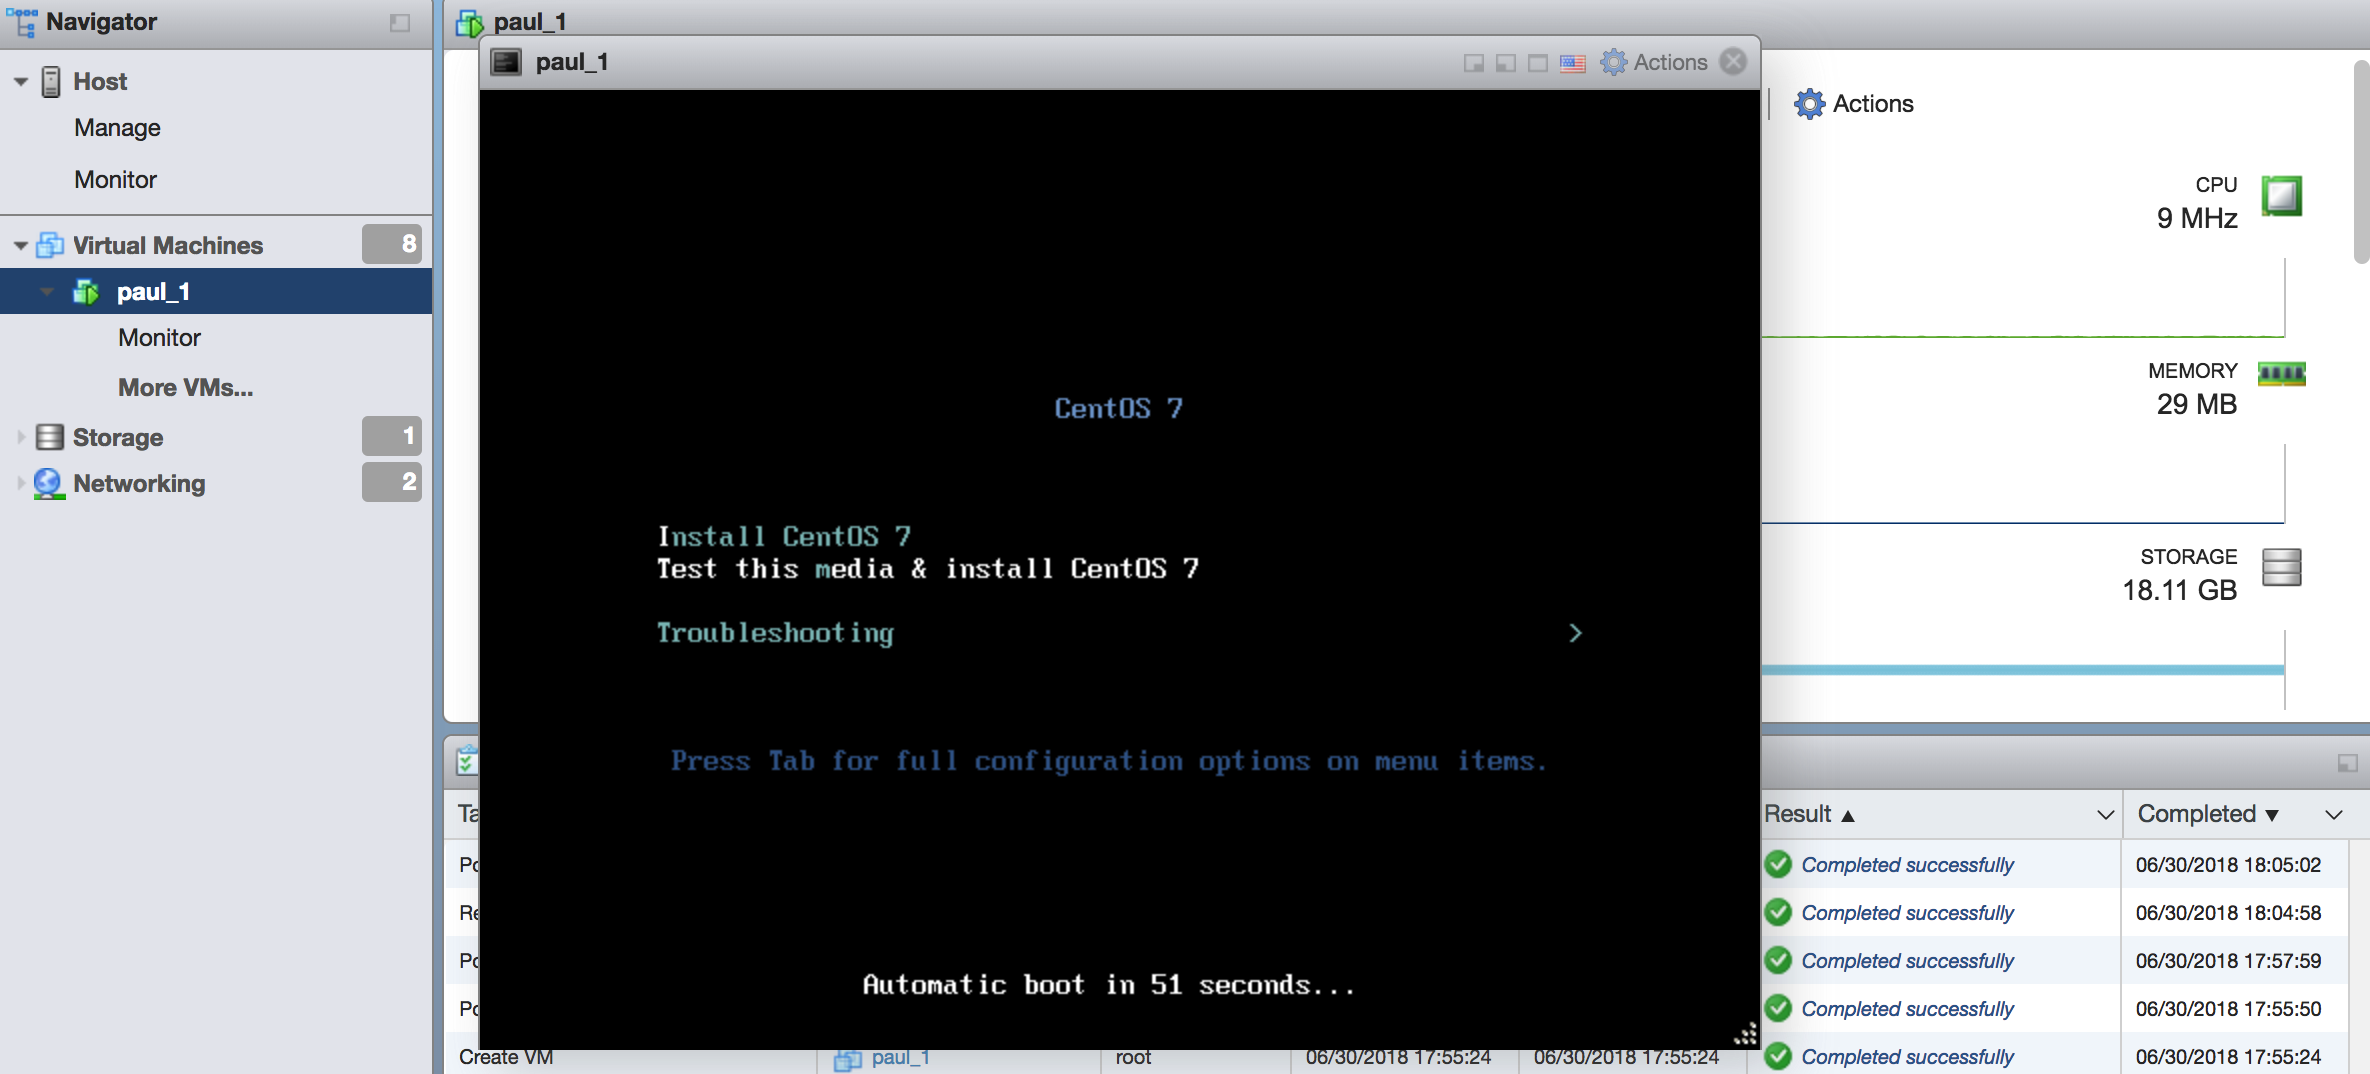 Navigator
Host
Manage
Monitor
Virtual Machines 8
paul_1
Monitor
More VMs...
Storage 1
Networking 2
paul_1
paul_1
Actions
CentOS 7
Install CentOS 7
Test this media & install CentOS 7
Troubleshooting >
Press Tab for full configuration options on menu items.
Automatic boot in 51 seconds...
Actions
CPU
9 MHz
MEMORY
29 MB
STORAGE
18.11 GB
Result ▲ Completed ▼
Completed successfully 06/30/2018 18:05:02
Completed successfully 06/30/2018 18:04:58
Completed successfully 06/30/2018 17:57:59
Completed successfully 06/30/2018 17:55:50
Create VM paul_1 root 06/30/2018 17:55:24 06/30/2018 17:55:24 Completed successfully 06/30/2018 17:55:24